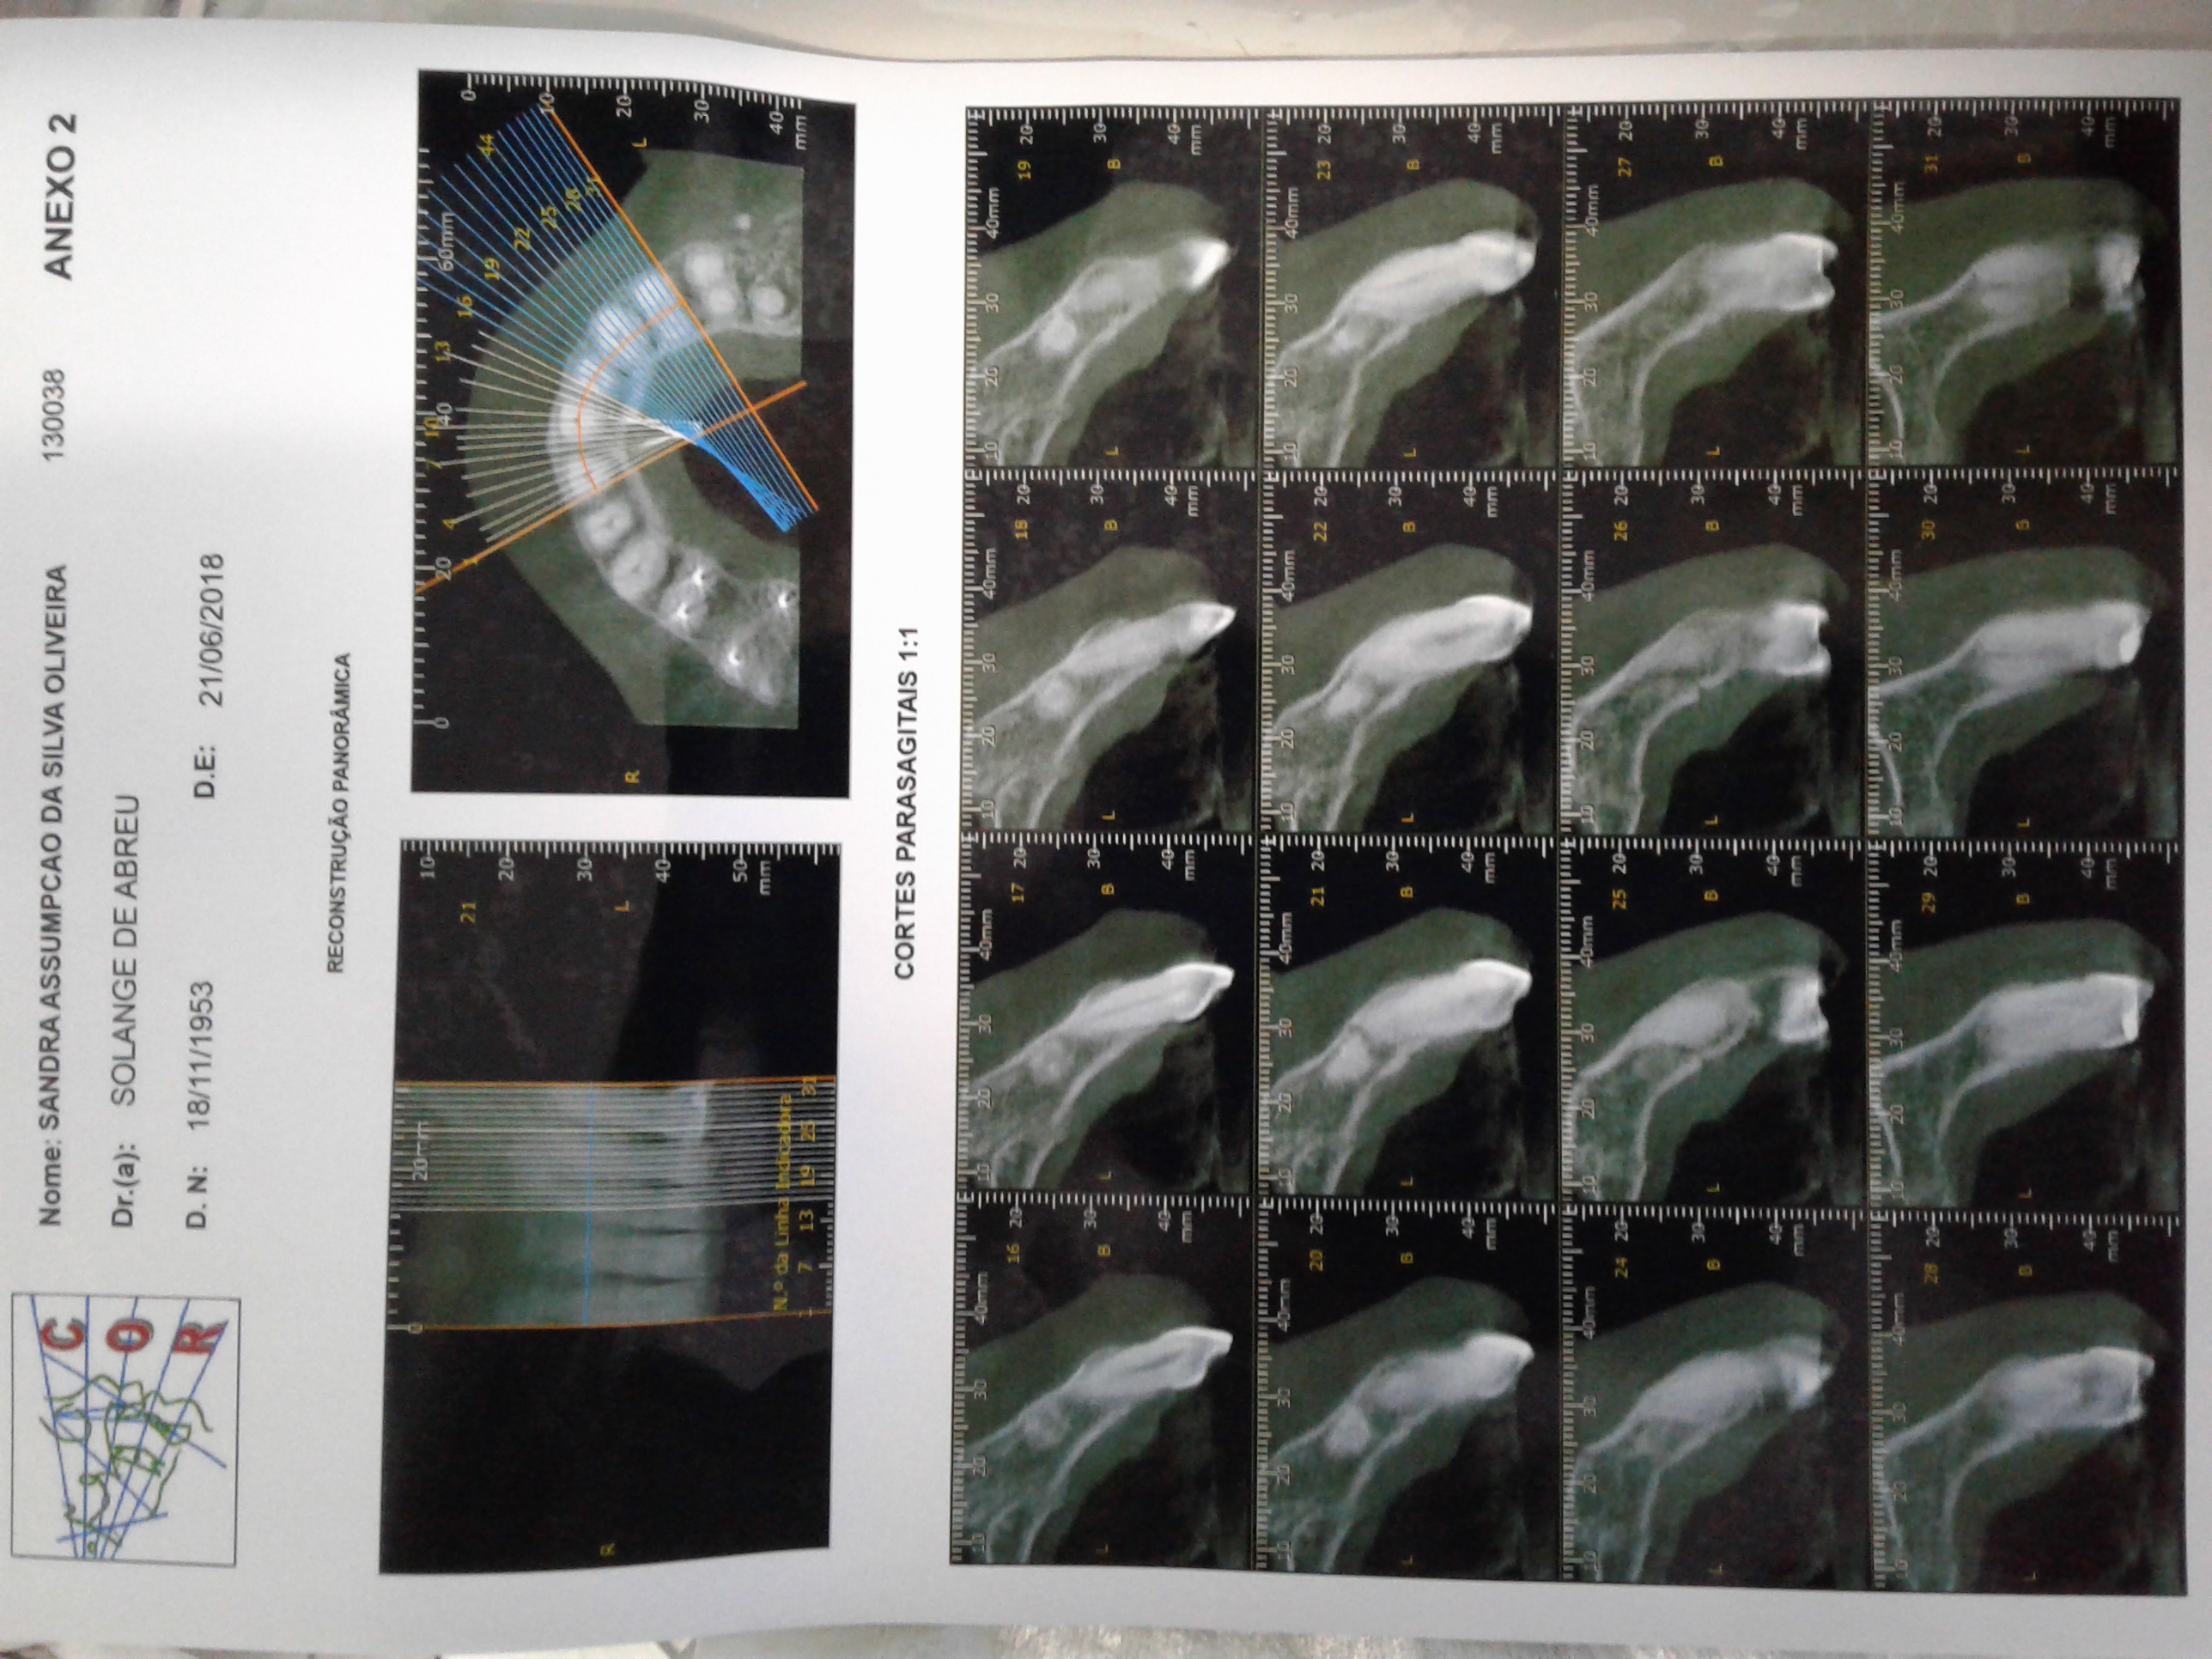 C
O
R
Nome: SANDRA ASSUMPCAO DA SILVA OLIVEIRA 130038 ANEXO 2
Dr.(a): SOLANGE DE ABREU
D. N: 18/11/1953 D.E: 21/06/2018
RECONSTRUÇÃO PANORÂMICA
0 20mm
10
20
30
40
50
mm
21
R L
N.º da Linha Indicadora
1 7 13 19 25 31
0 20 40 60mm
0
10
20
30
40
mm
1 4 7 10 13 16 19 22 25 28 31
44
R L
CORTES PARASAGITAIS 1:1
10 20 30 40mm 10 20 30 40mm 10 20 30 40mm 10 20 30 40mm
16 17 18 19
20 20 20 20
30 30 30 30
L B L B L B L B
40 40 40 40
mm mm mm mm
10 20 30 40mm 10 20 30 40mm 10 20 30 40mm 10 20 30 40mm
20 21 22 23
20 20 20 20
30 30 30 30
L B L B L B L B
40 40 40 40
mm mm mm mm
10 20 30 40mm 10 20 30 40mm 10 20 30 40mm 10 20 30 40mm
24 25 26 27
20 20 20 20
30 30 30 30
L B L B L B L B
40 40 40 40
mm mm mm mm
10 20 30 40mm 10 20 30 40mm 10 20 30 40mm 10 20 30 40mm
28 29 30 31
20 20 20 20
30 30 30 30
L B L B L B L B
40 40 40 40
mm mm mm mm